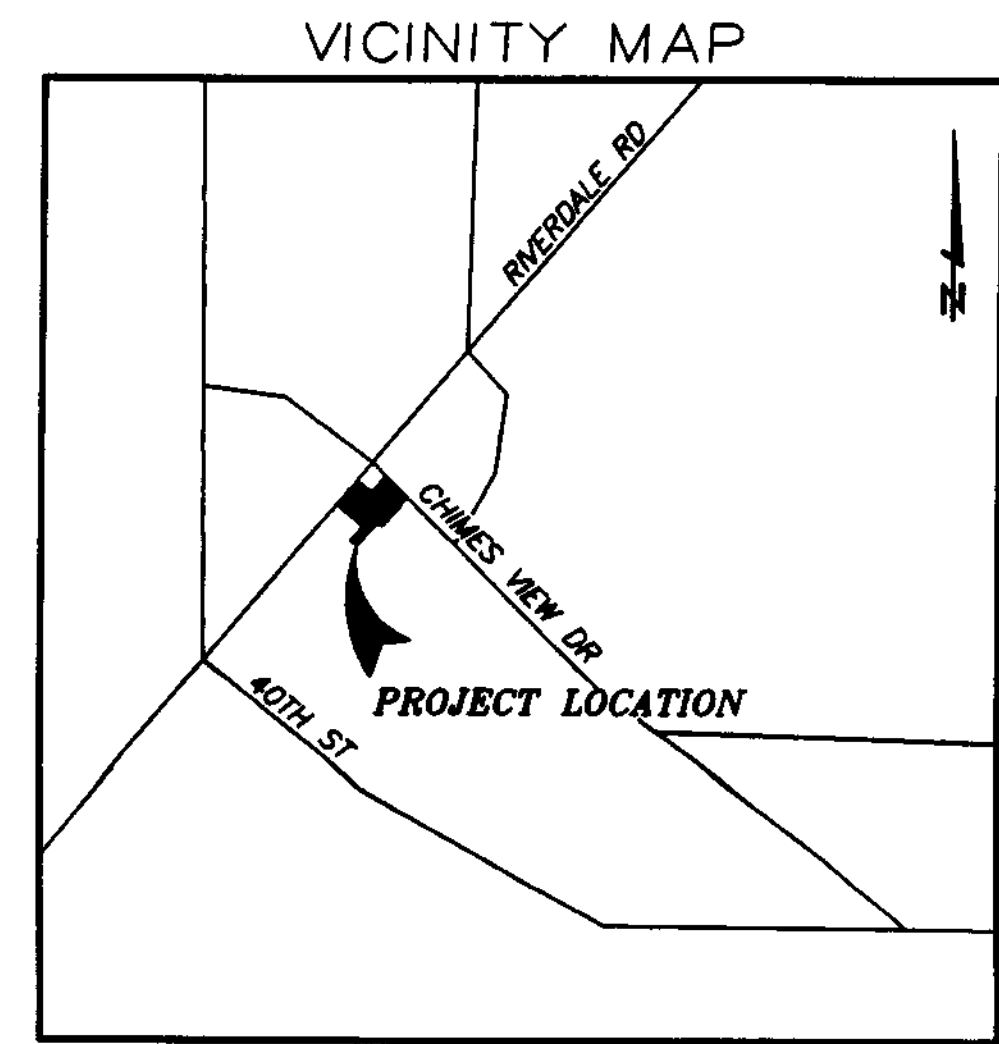 VICINITY MAP
RIVERDALE RD
N
CHIMES VIEW DR
40TH ST
PROJECT LOCATION